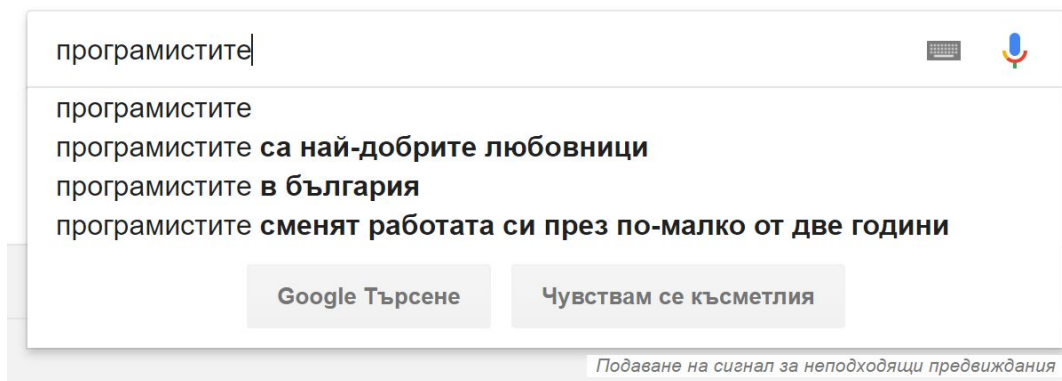 програмистите
програмистите
програмистите са най-добрите любовници
програмистите в българия
програмистите сменят работата си през по-малко от две години
Google Търсене Чувствам се късметлия
Подаване на сигнал за неподходящи предвиждания